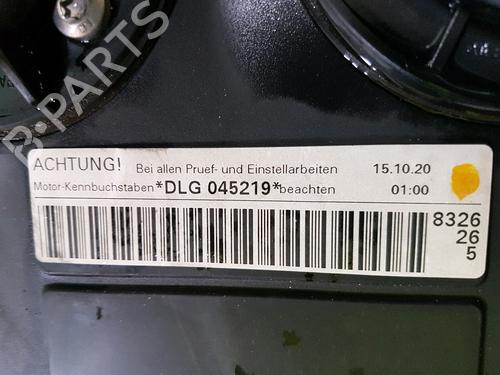 B-PARTS
ACHTUNG! Bei allen Pruef- und Einstellarbeiten 15.10.20
Motor-Kennbuchstaben *DLG 045219* beachten 01:00
8326
26
5